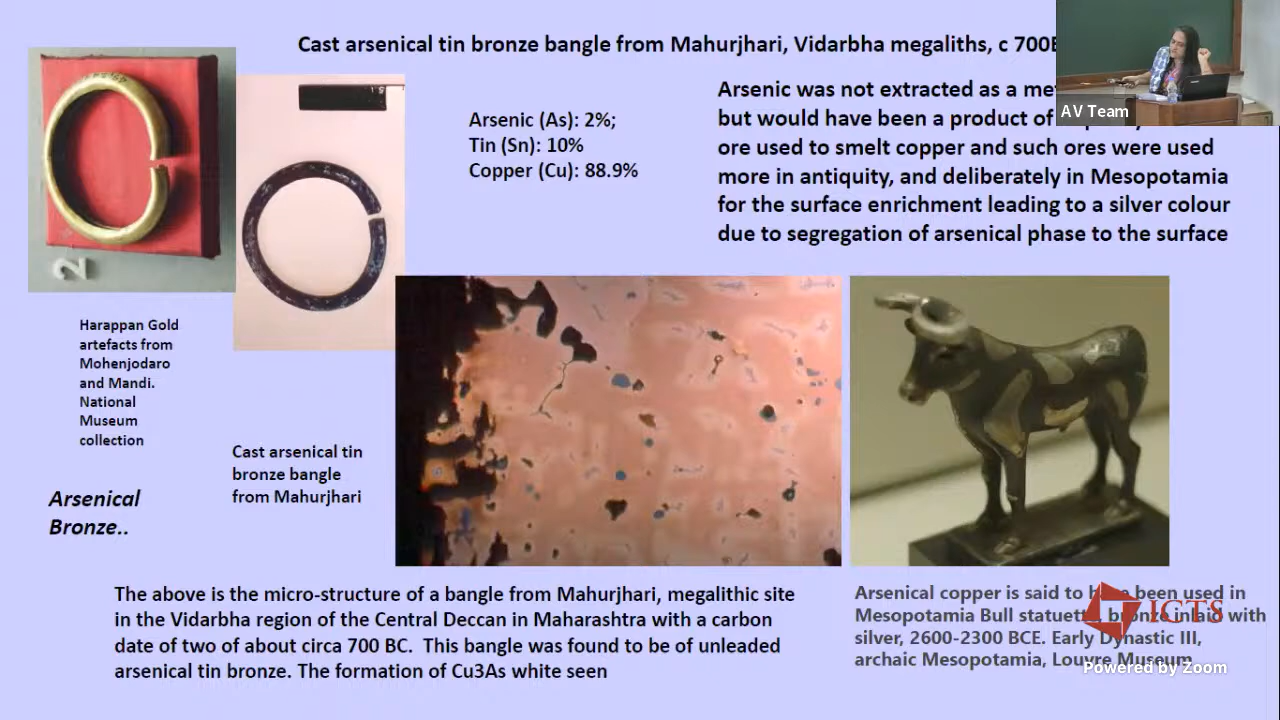 Cast arsenical tin bronze bangle from Mahurjhari, Vidarbha megaliths, c 700
Arsenic (As): 2%;
Tin (Sn): 10%
Copper (Cu): 88.9%
Arsenic was not extracted as a
but would have been a product of
ore used to smelt copper and such ores were used
more in antiquity, and deliberately in Mesopotamia
for the surface enrichment leading to a silver colour
due to segregation of arsenical phase to the surface
AV Team
2
Harappan Gold
artefacts from
Mohenjodaro
and Mandi.
National
Museum
collection
Cast arsenical tin
bronze bangle
from Mahurjhari
Arsenical
Bronze..
The above is the micro-structure of a bangle from Mahurjhari, megalithic site
in the Vidarbha region of the Central Deccan in Maharashtra with a carbon
date of two of about circa 700 BC.  This bangle was found to be of unleaded
arsenical tin bronze. The formation of Cu3As white seen
Arsenical copper is said to have been used in
Mesopotamia Bull statuette, bronze inlaid with
silver, 2600-2300 BCE. Early Dynastic III,
archaic Mesopotamia, Louvre Museum
ICTS
Powered by Zoom